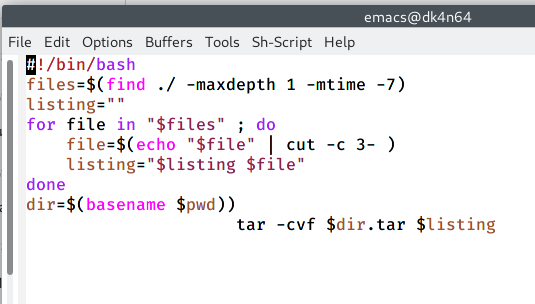 emacs@dk4n64
File Edit Options Buffers Tools Sh-Script Help
#!/bin/bash
files=$(find ./ -maxdepth 1 -mtime -7)
listing=""
for file in "$files" ; do
    file=$(echo "$file" | cut -c 3- )
    listing="$listing $file"
done
dir=$(basename $pwd))
                     tar -cvf $dir.tar $listing